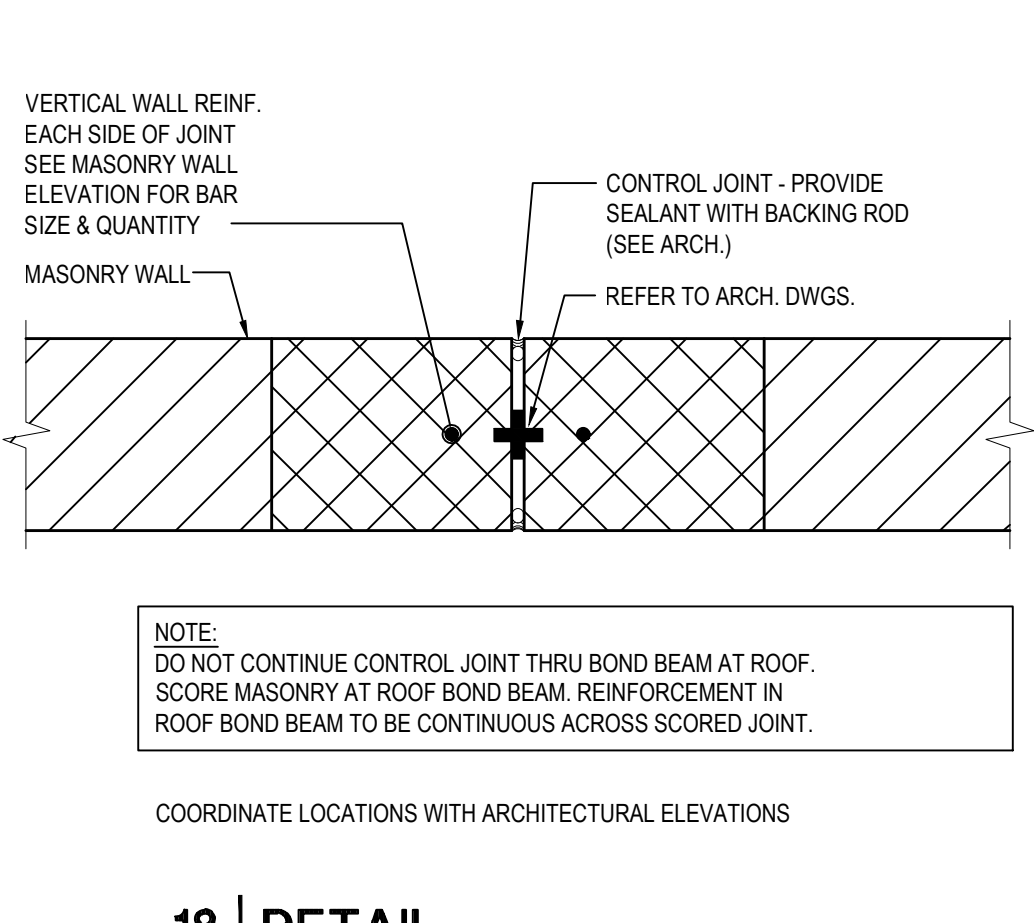 VERTICAL WALL REINF.
EACH SIDE OF JOINT
SEE MASONRY WALL
ELEVATION FOR BAR
SIZE & QUANTITY
MASONRY WALL
CONTROL JOINT - PROVIDE
SEALANT WITH BACKING ROD
(SEE ARCH.)
REFER TO ARCH. DWGS.
NOTE:
DO NOT CONTINUE CONTROL JOINT THRU BOND BEAM AT ROOF.
SCORE MASONRY AT ROOF BOND BEAM. REINFORCEMENT IN
ROOF BOND BEAM TO BE CONTINUOUS ACROSS SCORED JOINT.
COORDINATE LOCATIONS WITH ARCHITECTURAL ELEVATIONS
DETAIL